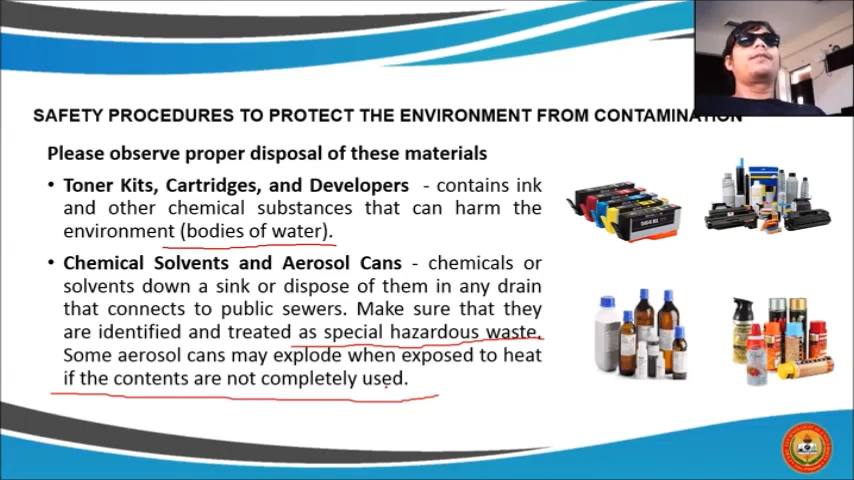 SAFETY PROCEDURES TO PROTECT THE ENVIRONMENT FROM CONTAMINATION
Please observe proper disposal of these materials
• Toner Kits, Cartridges, and Developers - contains ink
and other chemical substances that can harm the
environment (bodies of water).
• Chemical Solvents and Aerosol Cans - chemicals or
solvents down a sink or dispose of them in any drain
that connects to public sewers. Make sure that they
are identified and treated as special hazardous waste.
Some aerosol cans may explode when exposed to heat
if the contents are not completely used.